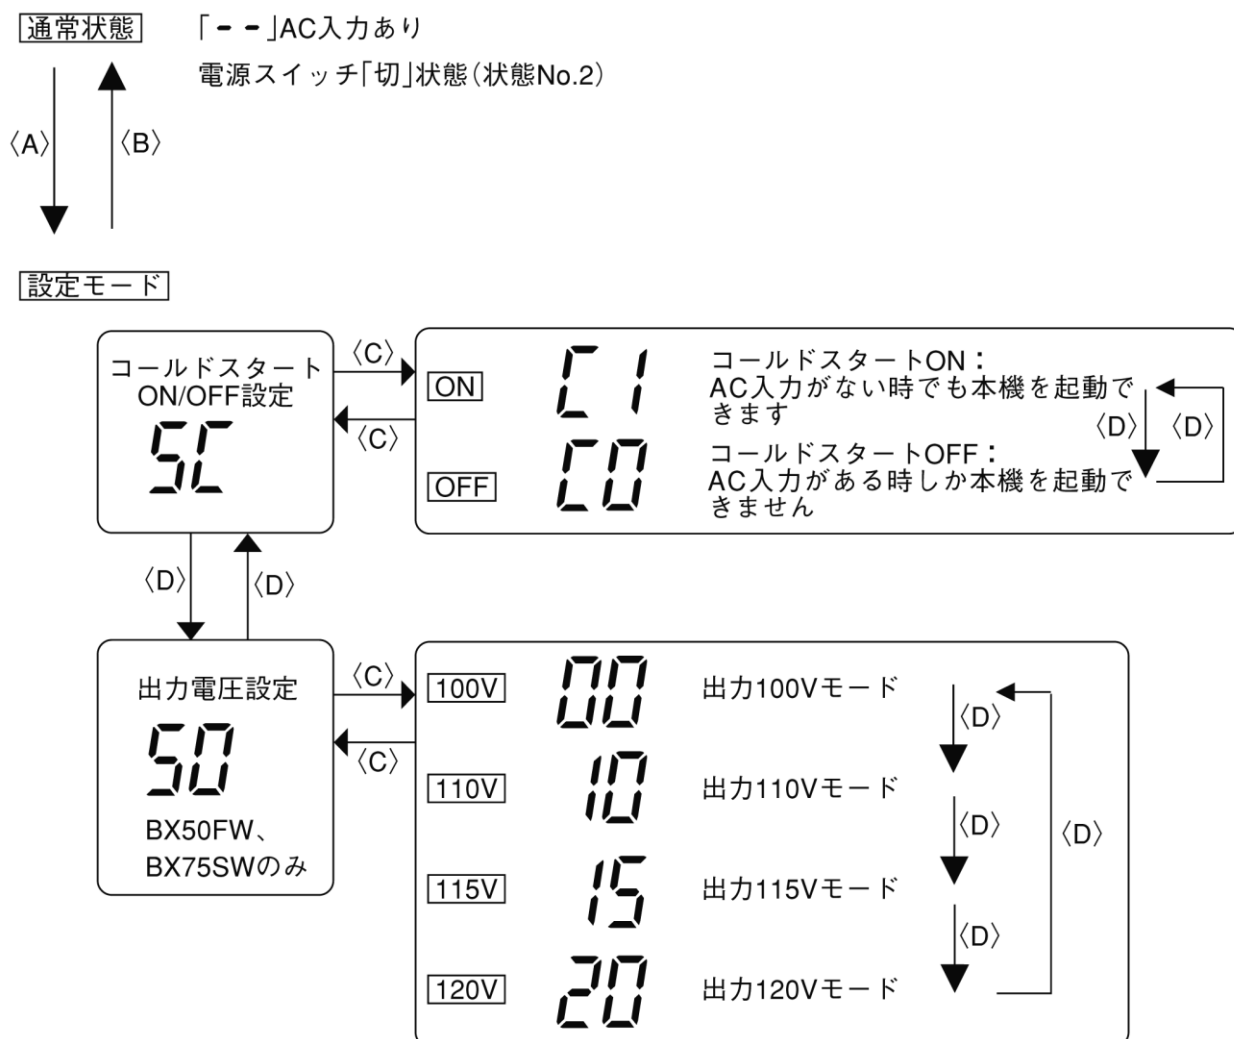 通常状態 「--」AC入力あり
電源スイッチ「切」状態（状態No.2）
〈A〉 〈B〉
設定モード
コールドスタート
ON/OFF設定
SC
〈C〉
〈C〉
ON C1 コールドスタートON：
AC入力がない時でも本機を起動で
きます
OFF C0 コールドスタートOFF：
AC入力がある時しか本機を起動で
きません
〈D〉 〈D〉
〈D〉 〈D〉
出力電圧設定
S0
BX50FW、
BX75SWのみ
〈C〉
〈C〉
100V 00 出力100Vモード
〈D〉
110V 10 出力110Vモード
〈D〉 〈D〉
115V 15 出力115Vモード
〈D〉
120V 20 出力120Vモード